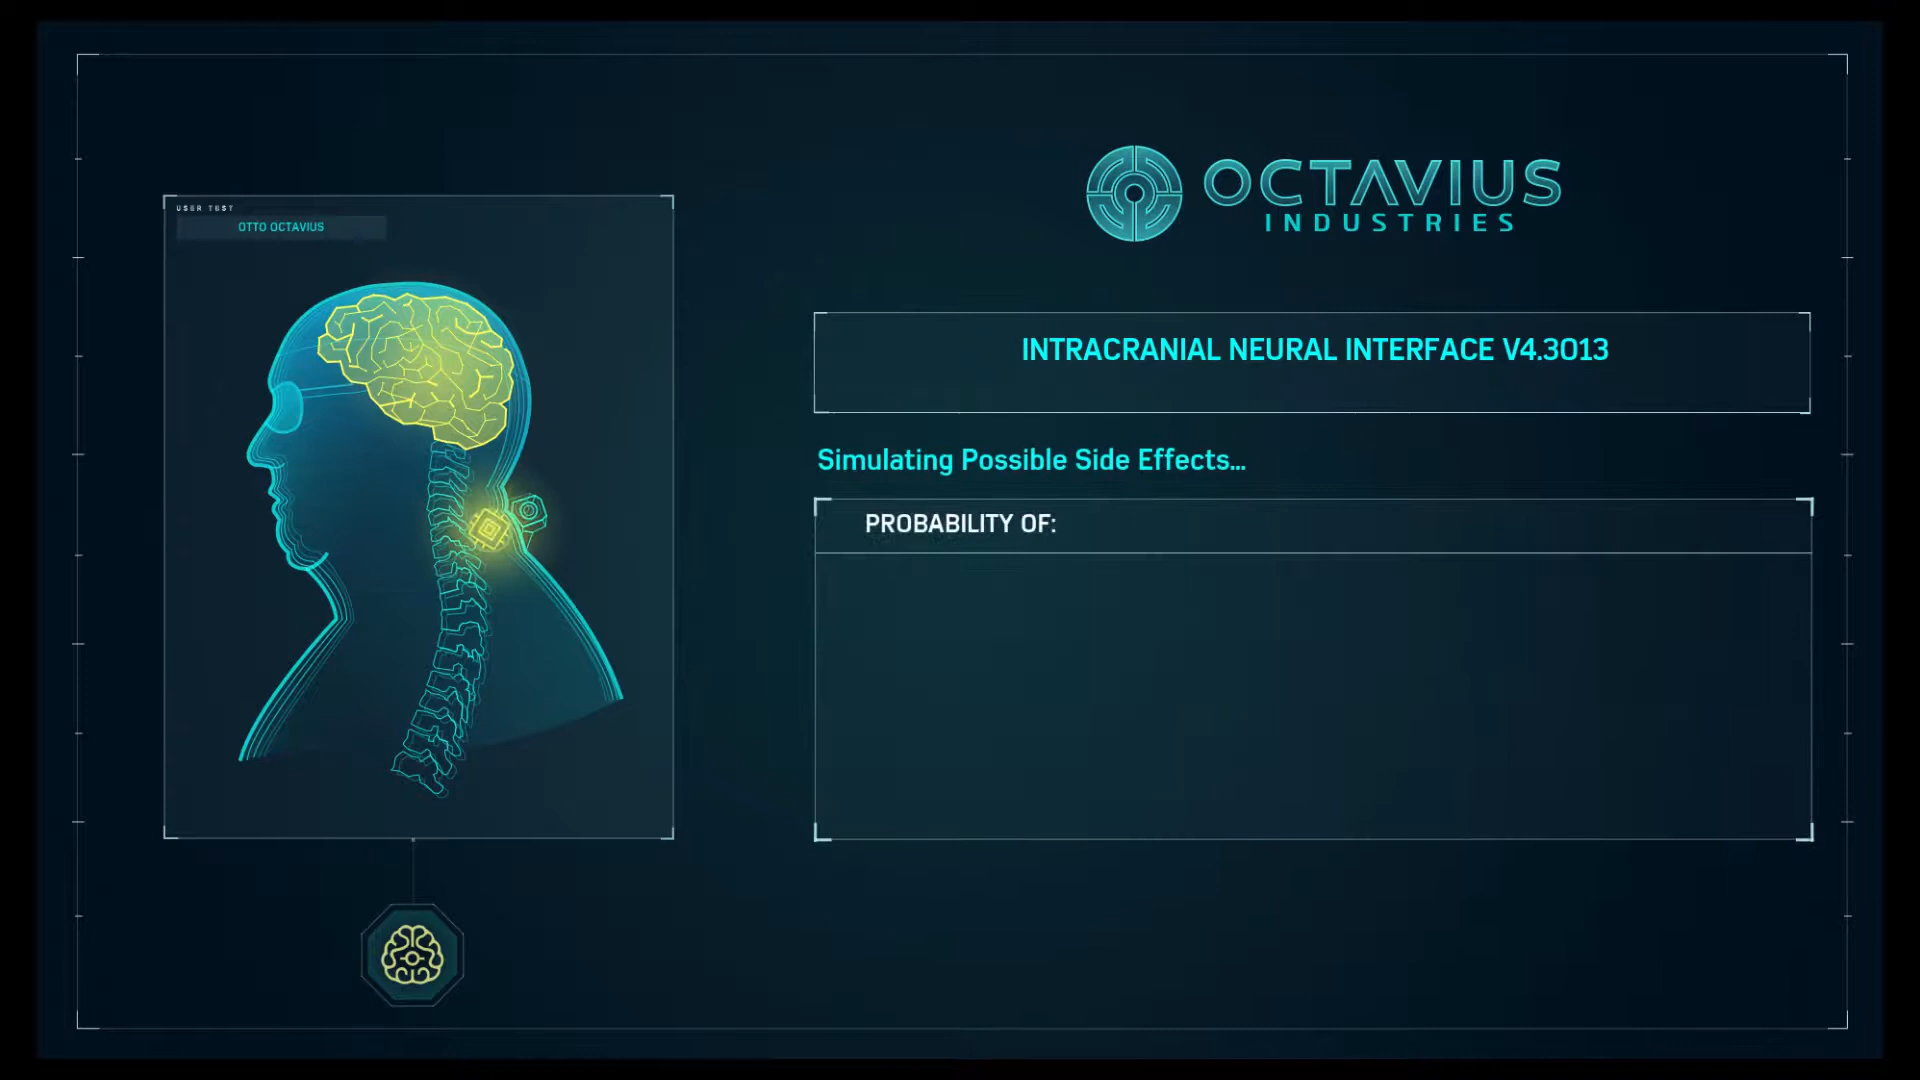 USER TEST
OTTO OCTAVIUS
OCTAVIUS
INDUSTRIES
INTRACRANIAL NEURAL INTERFACE V4.3013
Simulating Possible Side Effects...
PROBABILITY OF: